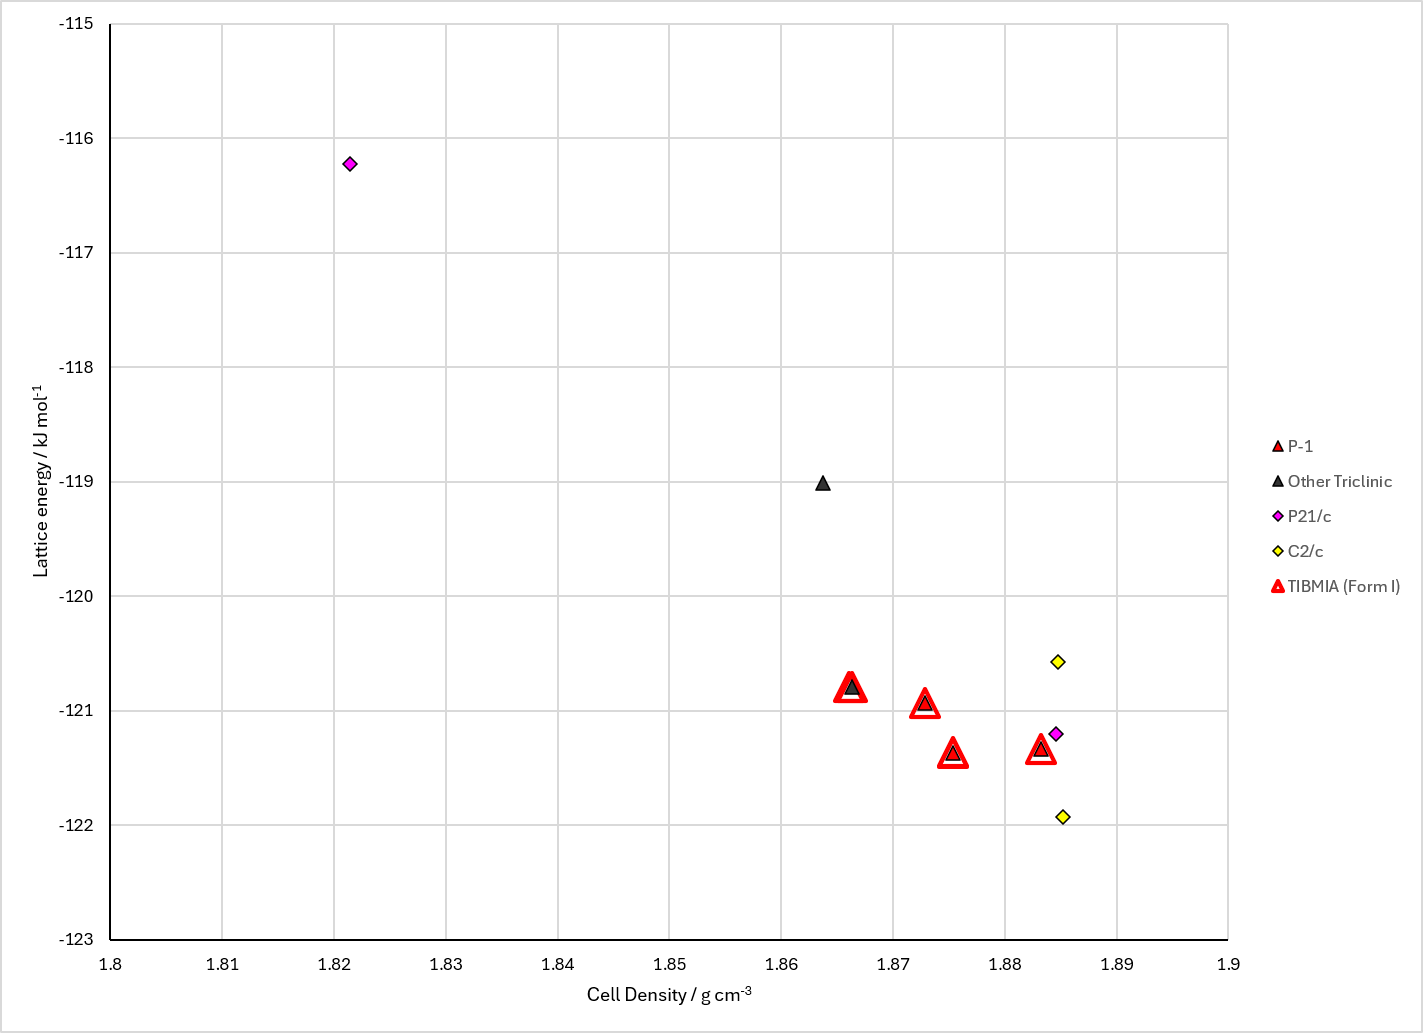 -115
-116
-117
-118
-119
-120
-121
-122
-123
Lattice energy / kJ mol-1
1.8 1.81 1.82 1.83 1.84 1.85 1.86 1.87 1.88 1.89 1.9
Cell Density / g cm-3
P-1
Other Triclinic
P21/c
C2/c
TIBMIA (Form I)